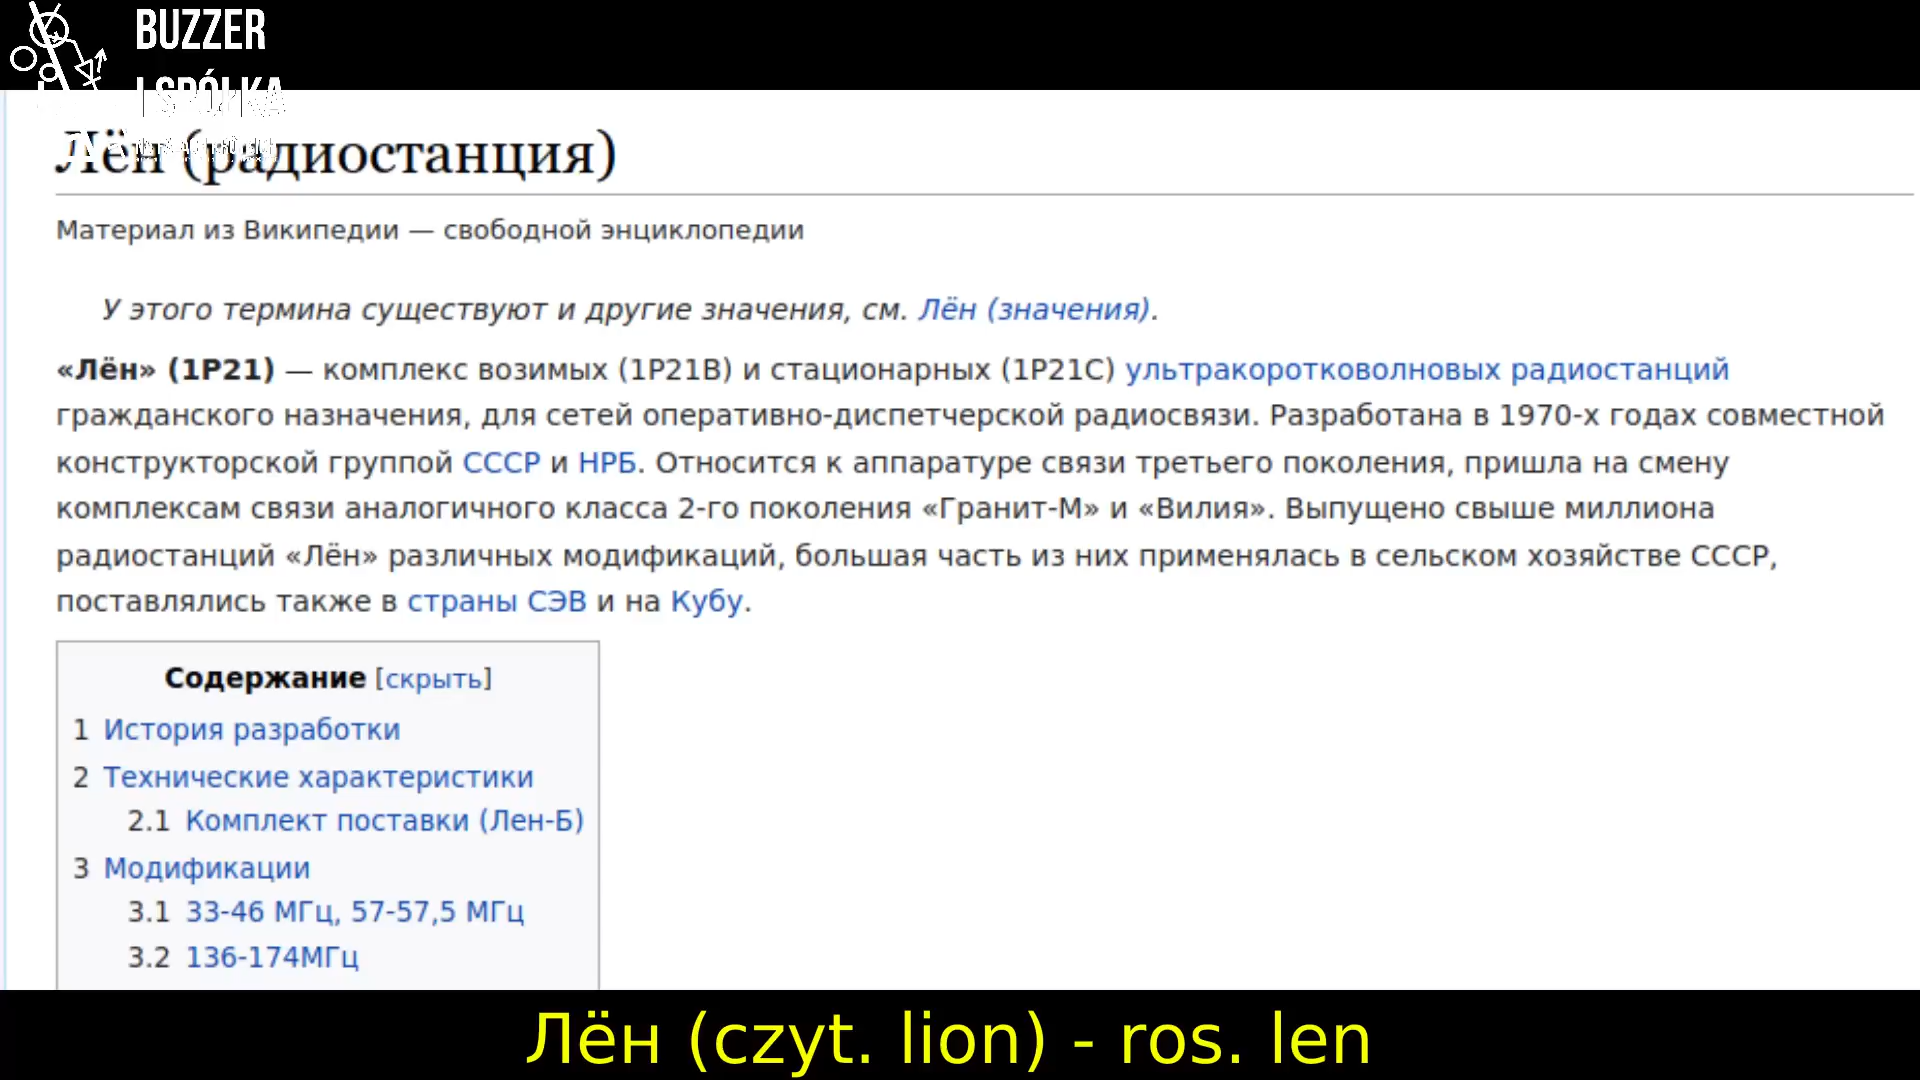 BUZZER
I SPÓŁKA
Лён (радиостанция)
Материал из Википедии — свободной энциклопедии
У этого термина существуют и другие значения, см. Лён (значения).
«Лён» (1Р21) — комплекс возимых (1Р21В) и стационарных (1Р21С) ультракоротковолновых радиостанций
гражданского назначения, для сетей оперативно-диспетчерской радиосвязи. Разработана в 1970-х годах совместной
конструкторской группой СССР и НРБ. Относится к аппаратуре связи третьего поколения, пришла на смену
комплексам связи аналогичного класса 2-го поколения «Гранит-М» и «Вилия». Выпущено свыше миллиона
радиостанций «Лён» различных модификаций, большая часть из них применялась в сельском хозяйстве СССР,
поставлялись также в страны СЭВ и на Кубу.
Содержание [скрыть]
1 История разработки
2 Технические характеристики
2.1 Комплект поставки (Лен-Б)
3 Модификации
3.1 33-46 МГц, 57-57,5 МГц
3.2 136-174МГц
Лён (czyt. lion) - ros. len